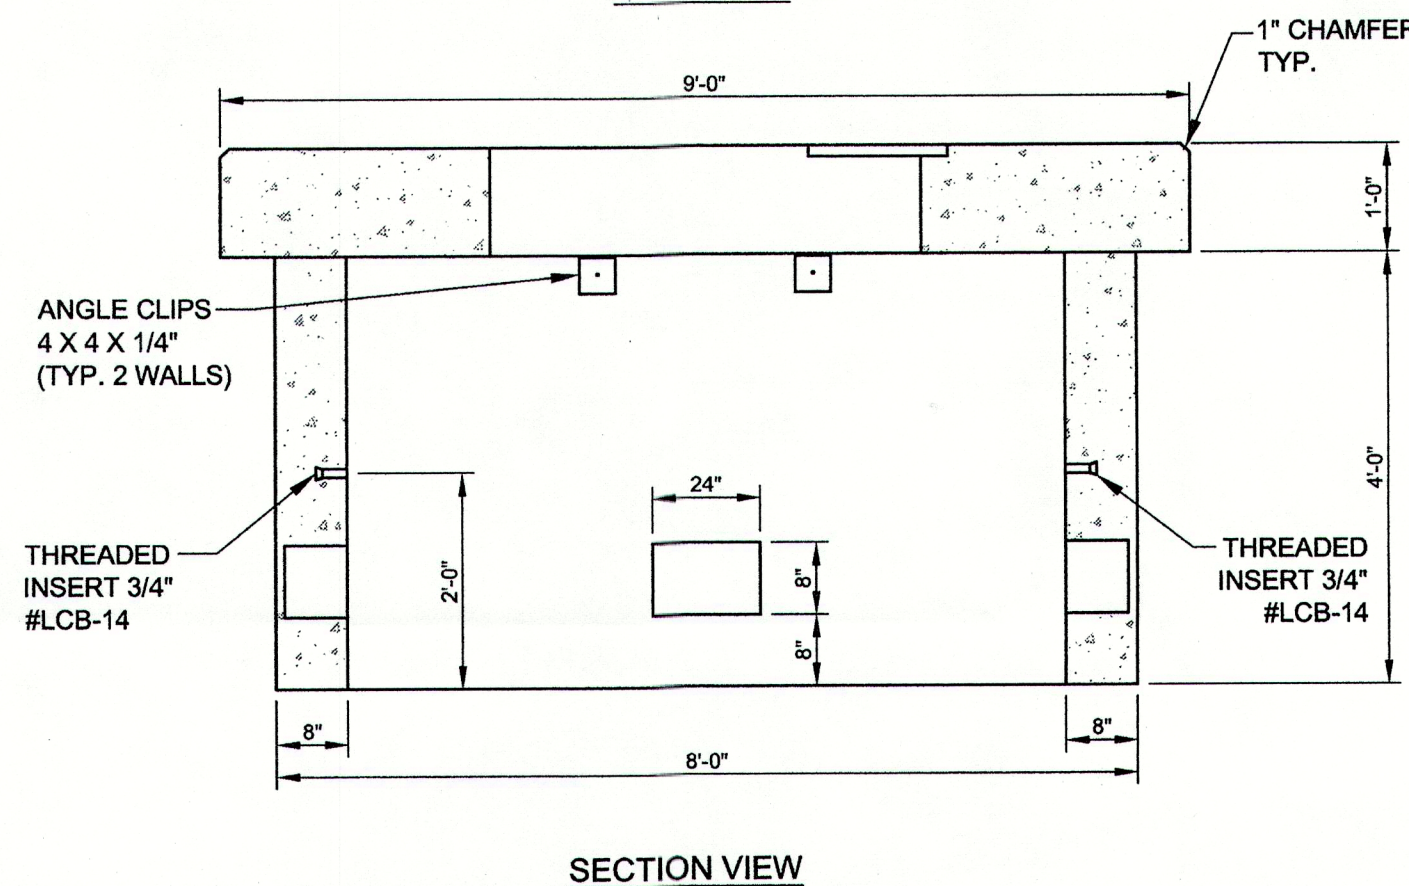 1" CHAMFER
TYP.
9'-0"
1'-0"
ANGLE CLIPS
4 X 4 X 1/4"
(TYP. 2 WALLS)
4'-0"
24"
THREADED
INSERT 3/4"
#LCB-14
2'-0"
8"
8"
THREADED
INSERT 3/4"
#LCB-14
8"
8"
8'-0"
SECTION VIEW